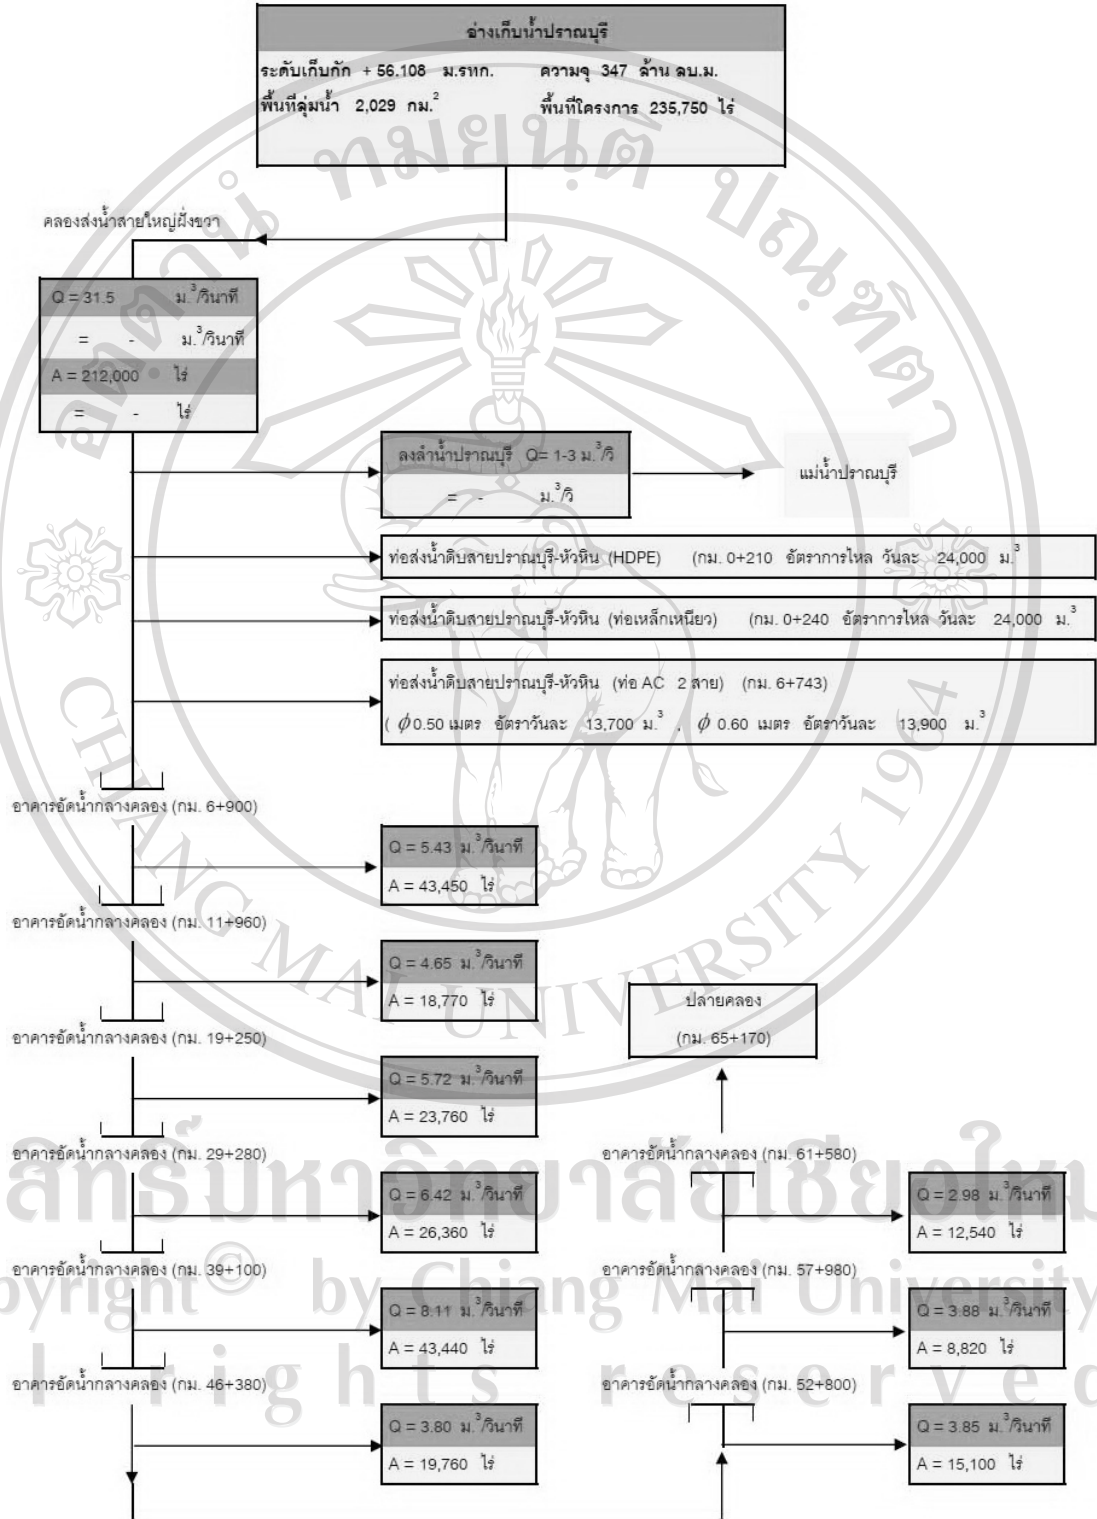 อ่างเก็บน้ำปราณบุรี
ระดับเก็บกัก + 56.108 ม.รทก. ความจุ 347 ล้าน ลบ.ม.
พื้นที่ลุ่มน้ำ 2,029 กม.² พื้นที่โครงการ 235,750 ไร่
คลองส่งน้ำสายใหญ่ฝั่งขวา
Q = 31.5 ม.³/วินาที
= - ม.³/วินาที
A = 212,000 ไร่
= - ไร่
ลงลำน้ำปราณบุรี Q= 1-3 ม.³/วิ
= - ม.³/วิ
แม่น้ำปราณบุรี
ท่อส่งน้ำดิบสายปราณบุรี-หัวหิน (HDPE) (กม. 0+210 อัตราการไหล วันละ 24,000 ม.³
ท่อส่งน้ำดิบสายปราณบุรี-หัวหิน (ท่อเหล็กเหนียว) (กม. 0+240 อัตราการไหล วันละ 24,000 ม.³
ท่อส่งน้ำดิบสายปราณบุรี-หัวหิน (ท่อ AC 2 สาย) (กม. 6+743)
( ϕ 0.50 เมตร อัตราวันละ 13,700 ม.³ , ϕ 0.60 เมตร อัตราวันละ 13,900 ม.³
อาคารอัดน้ำกลางคลอง (กม. 6+900)
Q = 5.43 ม.³/วินาที
A = 43,450 ไร่
อาคารอัดน้ำกลางคลอง (กม. 11+960)
Q = 4.65 ม.³/วินาที
A = 18,770 ไร่
อาคารอัดน้ำกลางคลอง (กม. 19+250)
Q = 5.72 ม.³/วินาที
A = 23,760 ไร่
อาคารอัดน้ำกลางคลอง (กม. 29+280)
Q = 6.42 ม.³/วินาที
A = 26,360 ไร่
อาคารอัดน้ำกลางคลอง (กม. 39+100)
Q = 8.11 ม.³/วินาที
A = 43,440 ไร่
อาคารอัดน้ำกลางคลอง (กม. 46+380)
Q = 3.80 ม.³/วินาที
A = 19,760 ไร่
ปลายคลอง
(กม. 65+170)
อาคารอัดน้ำกลางคลอง (กม. 61+580)
Q = 2.98 ม.³/วินาที
A = 12,540 ไร่
อาคารอัดน้ำกลางคลอง (กม. 57+980)
Q = 3.88 ม.³/วินาที
A = 8,820 ไร่
อาคารอัดน้ำกลางคลอง (กม. 52+800)
Q = 3.85 ม.³/วินาที
A = 15,100 ไร่
อตฺตานํ ทมยนฺติ ปณฺฑิตา
CHIANG MAI UNIVERSITY 1964
by Chiang Mai University
rights reserved